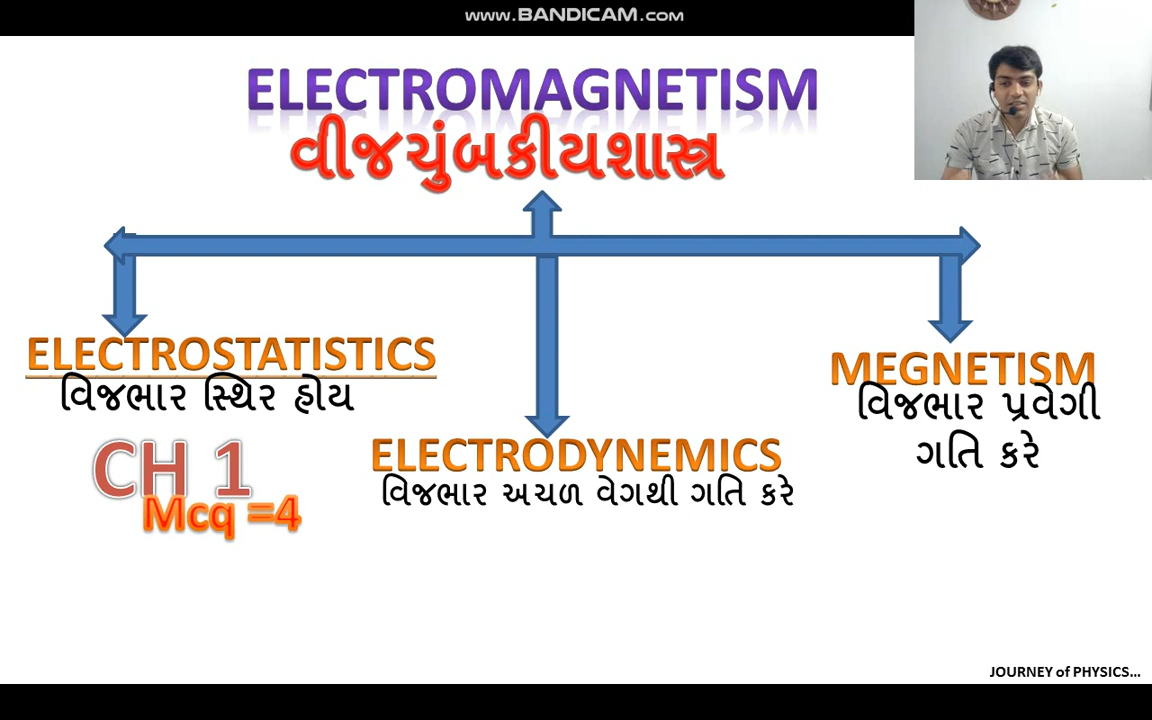 www.BANDICAM.com
ELECTROMAGNETISM
વીજચુંબકીયશાસ્ત્ર
ELECTROSTATISTICS
વિજભાર સ્થિર હોય
CH 1
Mcq =4
ELECTRODYNEMICS
વિજભાર અચળ વેગથી ગતિ કરે
MEGNETISM
વિજભાર પ્રવેગી
ગતિ કરે
JOURNEY of PHYSICS...